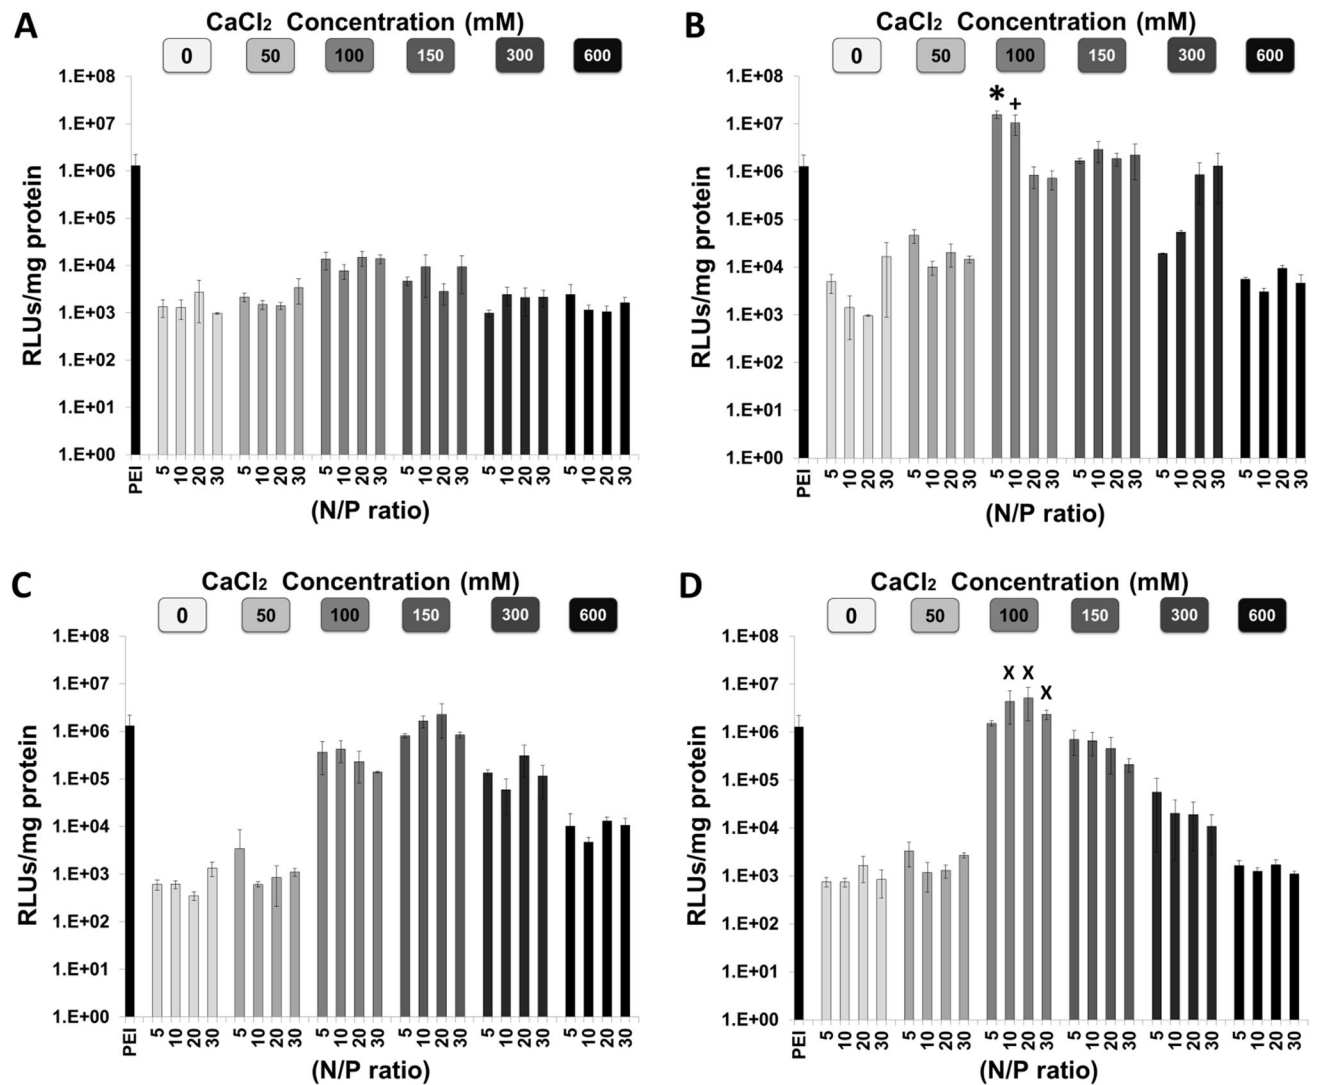 A
CaCl2 Concentration (mM)
0 50 100 150 300 600
1.E+08
1.E+07
1.E+06
1.E+05
1.E+04
1.E+03
1.E+02
1.E+01
1.E+00
RLUs/mg protein
PEI 5 10 20 30 5 10 20 30 5 10 20 30 5 10 20 30 5 10 20 30 5 10 20 30
(N/P ratio)
B
CaCl2 Concentration (mM)
0 50 100 150 300 600
* +
1.E+08
1.E+07
1.E+06
1.E+05
1.E+04
1.E+03
1.E+02
1.E+01
1.E+00
RLUs/mg protein
PEI 5 10 20 30 5 10 20 30 5 10 20 30 5 10 20 30 5 10 20 30 5 10 20 30
(N/P ratio)
C
CaCl2 Concentration (mM)
0 50 100 150 300 600
1.E+08
1.E+07
1.E+06
1.E+05
1.E+04
1.E+03
1.E+02
1.E+01
1.E+00
RLUs/mg protein
PEI 5 10 20 30 5 10 20 30 5 10 20 30 5 10 20 30 5 10 20 30 5 10 20 30
(N/P ratio)
D
CaCl2 Concentration (mM)
0 50 100 150 300 600
X X X
1.E+08
1.E+07
1.E+06
1.E+05
1.E+04
1.E+03
1.E+02
1.E+01
1.E+00
RLUs/mg protein
PEI 5 10 20 30 5 10 20 30 5 10 20 30 5 10 20 30 5 10 20 30 5 10 20 30
(N/P ratio)